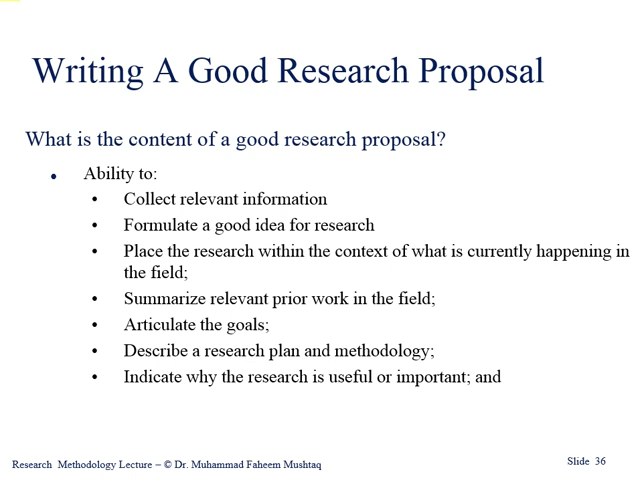 Writing A Good Research Proposal
What is the content of a good research proposal?
● Ability to:
• Collect relevant information
• Formulate a good idea for research
• Place the research within the context of what is currently happening in
the field;
• Summarize relevant prior work in the field;
• Articulate the goals;
• Describe a research plan and methodology;
• Indicate why the research is useful or important; and
Research Methodology Lecture – © Dr. Muhammad Faheem Mushtaq
Slide 36